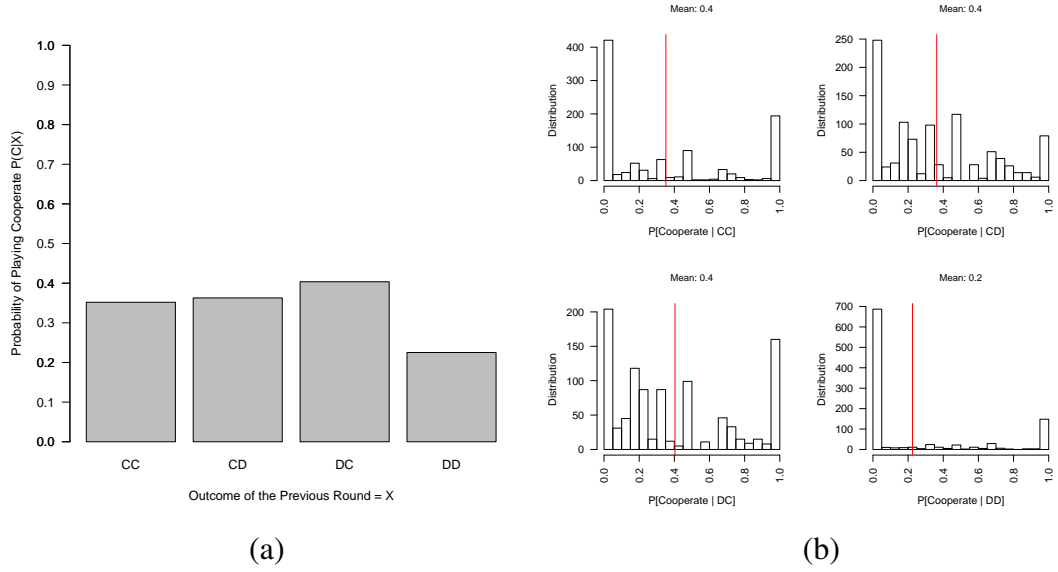 Probability of Playing Cooperate P(C|X)
1.0
0.9
0.8
0.7
0.6
0.5
0.4
0.3
0.2
0.1
0.0
CC CD DC DD
Outcome of the Previous Round = X
(a)
Mean: 0.4
Distribution
400
300
200
100
0
0.0 0.2 0.4 0.6 0.8 1.0
P[Cooperate | CC]
Mean: 0.4
Distribution
250
200
150
100
50
0
0.0 0.2 0.4 0.6 0.8 1.0
P[Cooperate | CD]
Mean: 0.4
Distribution
200
150
100
50
0
0.0 0.2 0.4 0.6 0.8 1.0
P[Cooperate | DC]
Mean: 0.2
Distribution
700
600
500
400
300
200
100
0
0.0 0.2 0.4 0.6 0.8 1.0
P[Cooperate | DD]
(b)